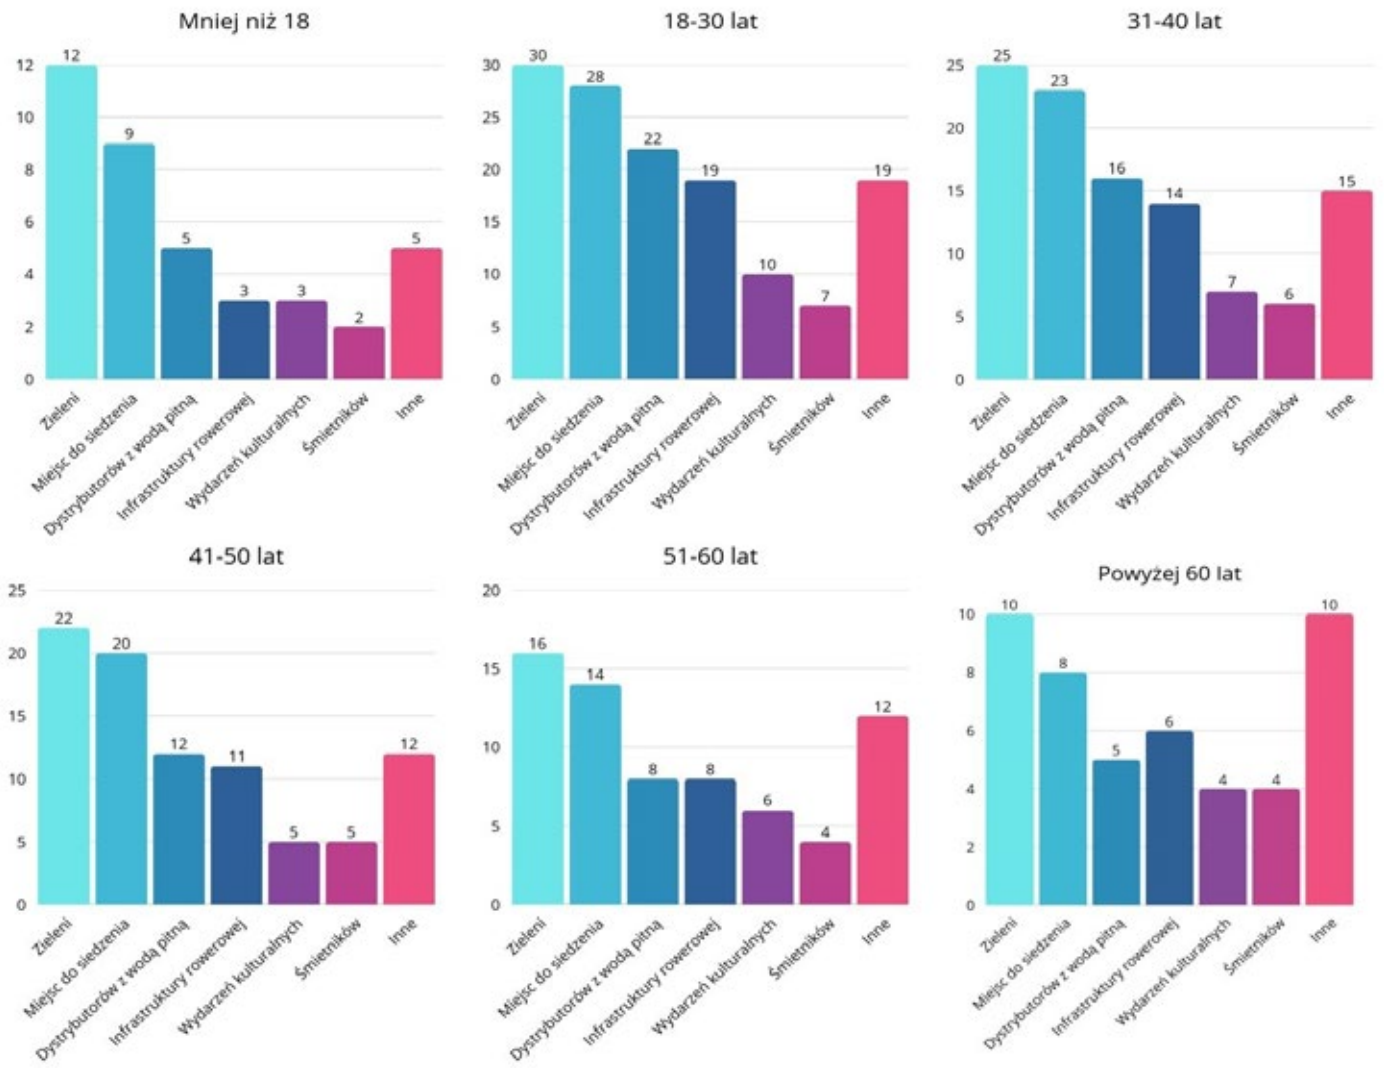 Mniej niż 18
12
10
8
6
4
2
0
12
9
5
3
3
2
5
Zieleni
Miejsc do siedzenia
Dystrybutorów z wodą pitną
Infrastruktury rowerowej
Wydarzeń kulturalnych
Śmietników
Inne
18-30 lat
30
25
20
15
10
5
0
30
28
22
19
10
7
19
Zieleni
Miejsc do siedzenia
Dystrybutorów z wodą pitną
Infrastruktury rowerowej
Wydarzeń kulturalnych
Śmietników
Inne
31-40 lat
25
20
15
10
5
0
25
23
16
14
7
6
15
Zieleni
Miejsc do siedzenia
Dystrybutorów z wodą pitną
Infrastruktury rowerowej
Wydarzeń kulturalnych
Śmietników
Inne
41-50 lat
25
20
15
10
5
0
22
20
12
11
5
5
12
Zieleni
Miejsc do siedzenia
Dystrybutorów z wodą pitną
Infrastruktury rowerowej
Wydarzeń kulturalnych
Śmietników
Inne
51-60 lat
20
15
10
5
0
16
14
8
8
6
4
12
Zieleni
Miejsc do siedzenia
Dystrybutorów z wodą pitną
Infrastruktury rowerowej
Wydarzeń kulturalnych
Śmietników
Inne
Powyżej 60 lat
10
8
6
4
2
0
10
8
5
6
4
4
10
Zieleni
Miejsc do siedzenia
Dystrybutorów z wodą pitną
Infrastruktury rowerowej
Wydarzeń kulturalnych
Śmietników
Inne